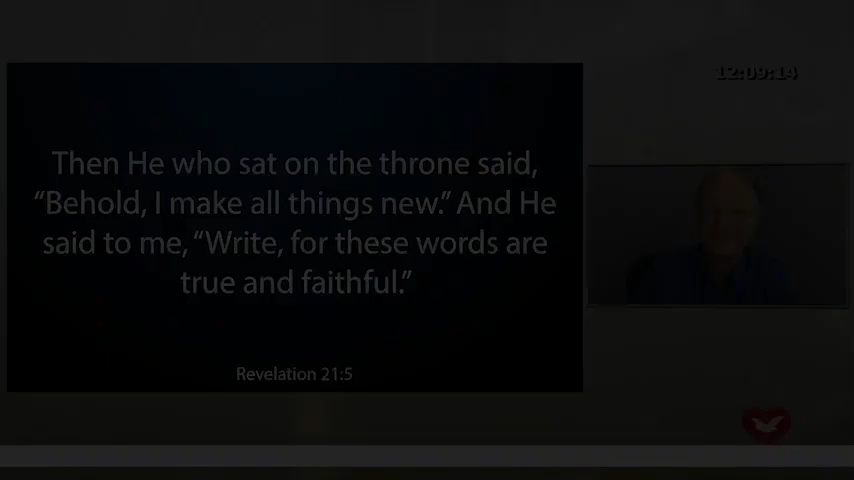 12:09:14
Then He who sat on the throne said,
“Behold, I make all things new.” And He
said to me, “Write, for these words are
true and faithful.”
Revelation 21:5